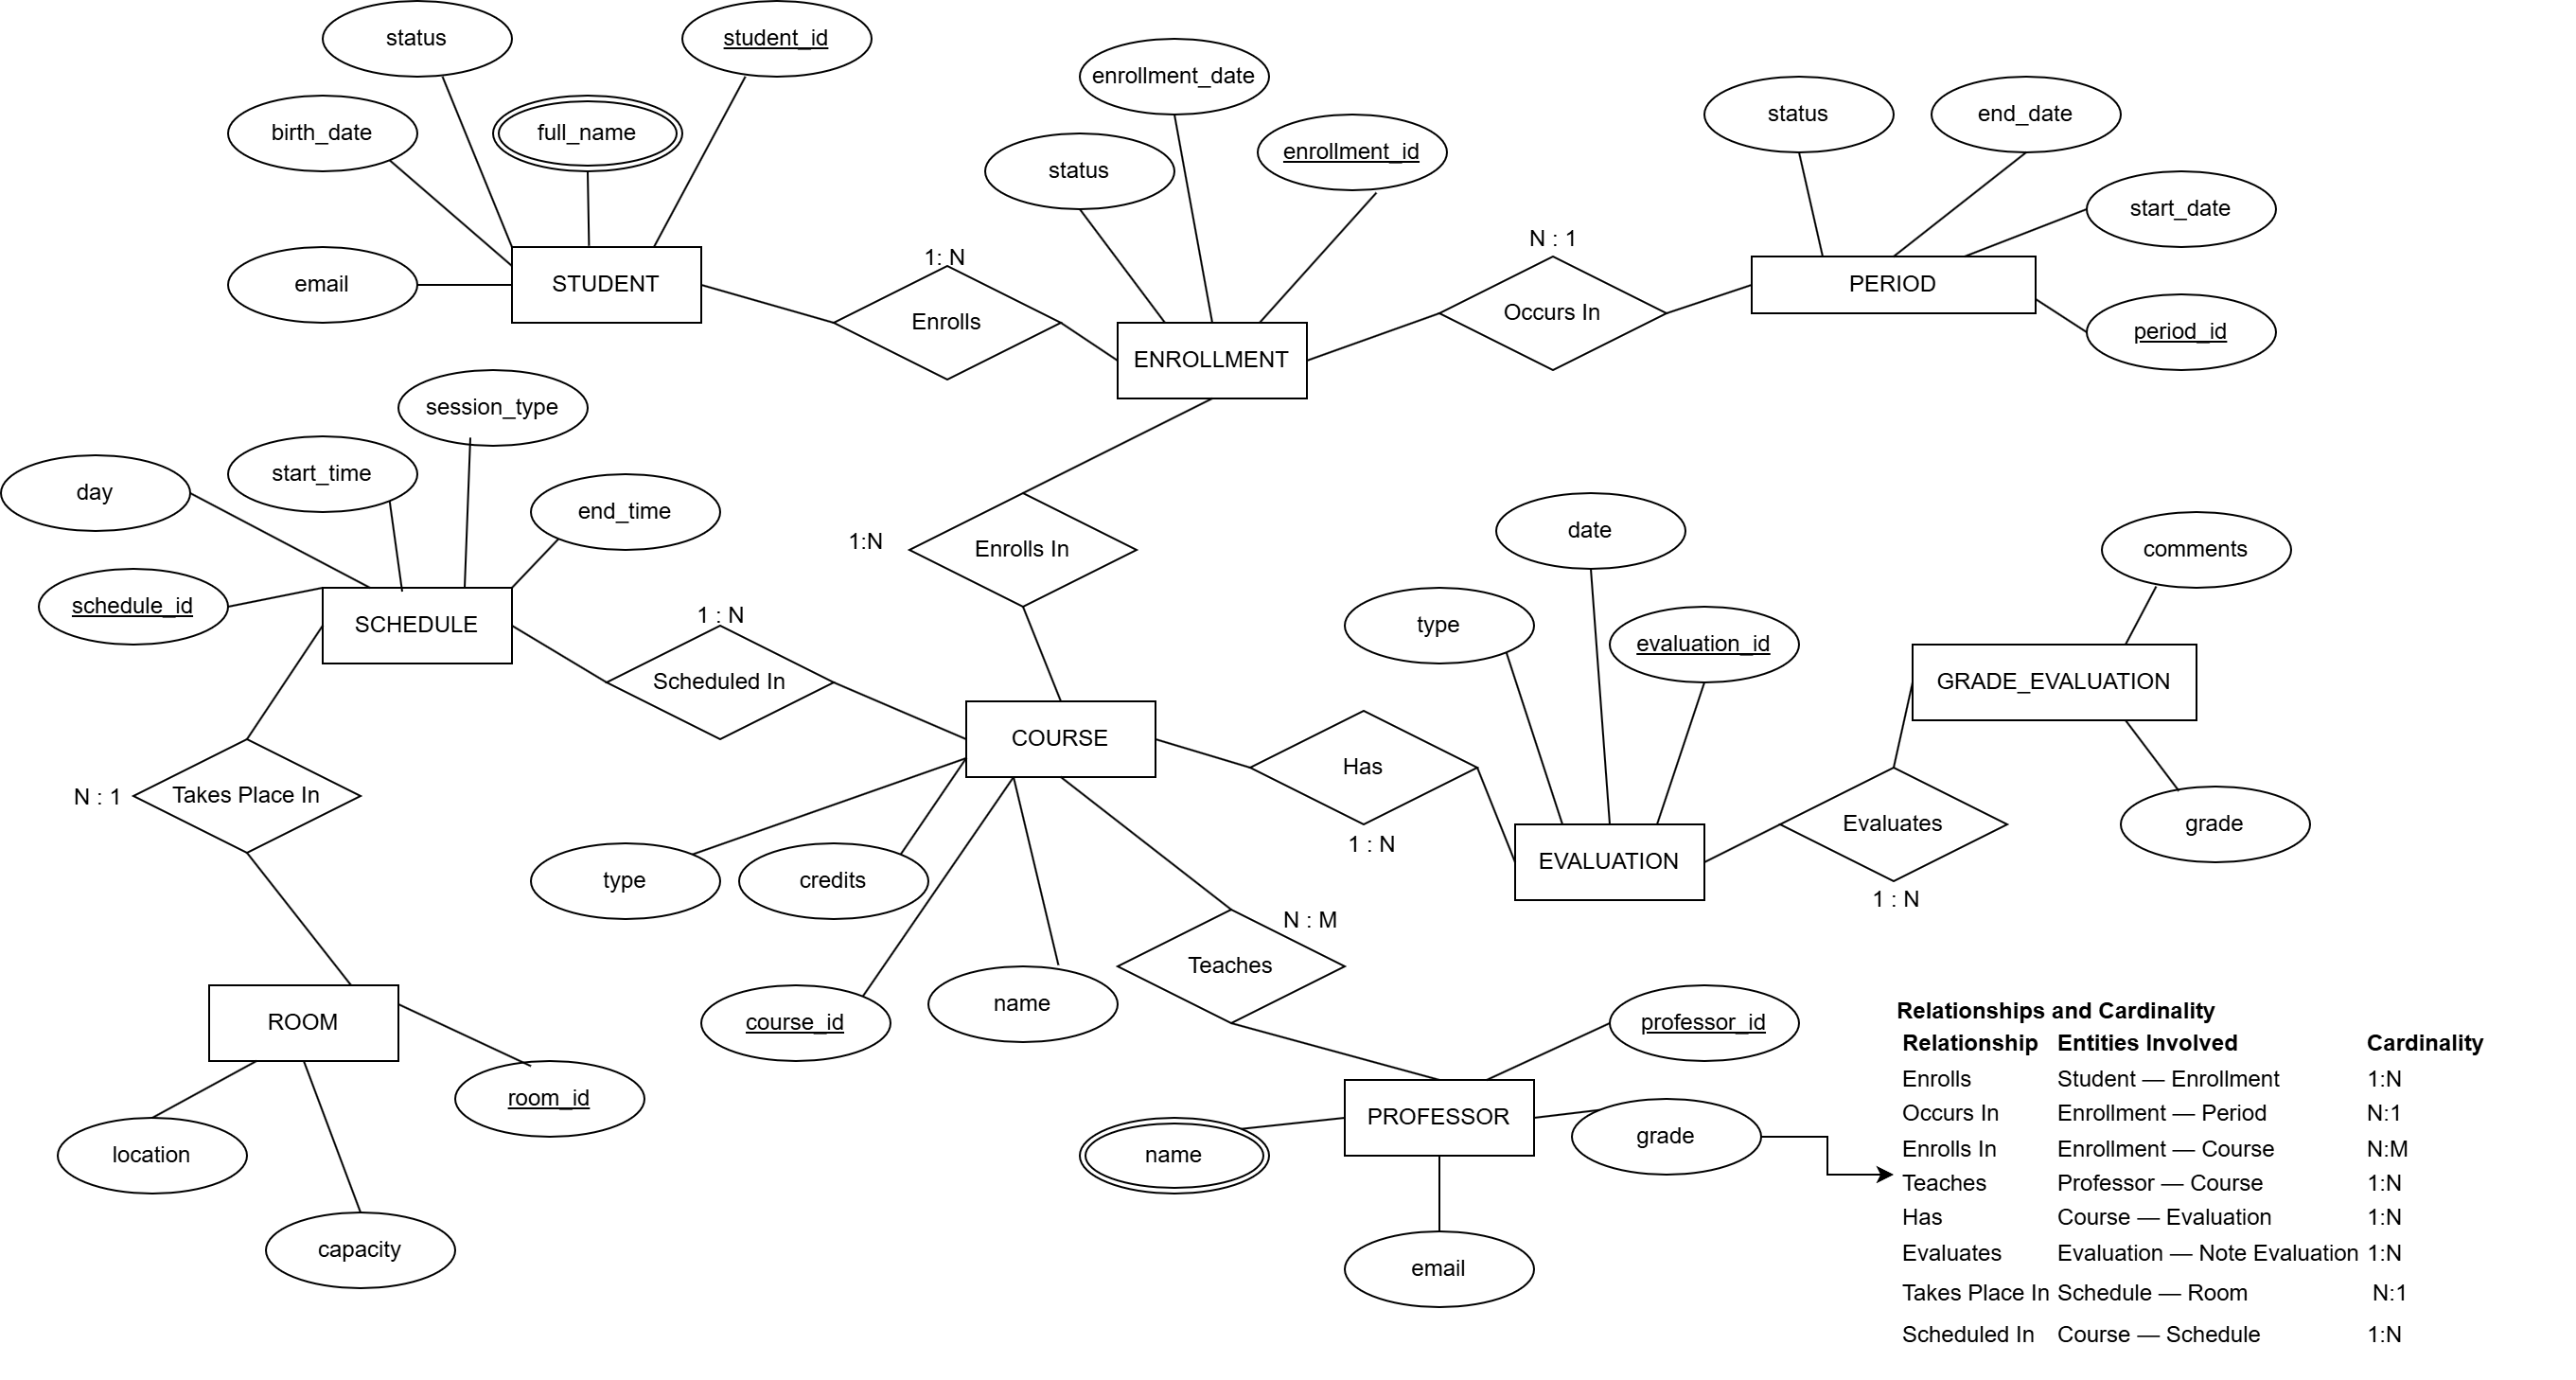 status
student_id
birth_date
full_name
email
STUDENT
1: N
Enrolls
enrollment_date
status
enrollment_id
ENROLLMENT
N : 1
Occurs In
status
end_date
start_date
PERIOD
period_id
session_type
start_time
day
end_time
schedule_id
SCHEDULE
1 : N
Scheduled In
1:N
Enrolls In
COURSE
N : 1
Takes Place In
type
credits
course_id
name
ROOM
room_id
location
capacity
Has
1 : N
date
type
evaluation_id
EVALUATION
comments
GRADE_EVALUATION
grade
Evaluates
1 : N
N : M
Teaches
professor_id
PROFESSOR
name
grade
email
Relationships and Cardinality
Relationship Entities Involved Cardinality
Enrolls Student — Enrollment 1:N
Occurs In Enrollment — Period N:1
Enrolls In Enrollment — Course N:M
Teaches Professor — Course 1:N
Has Course — Evaluation 1:N
Evaluates Evaluation — Note Evaluation 1:N
Takes Place In Schedule — Room N:1
Scheduled In Course — Schedule 1:N